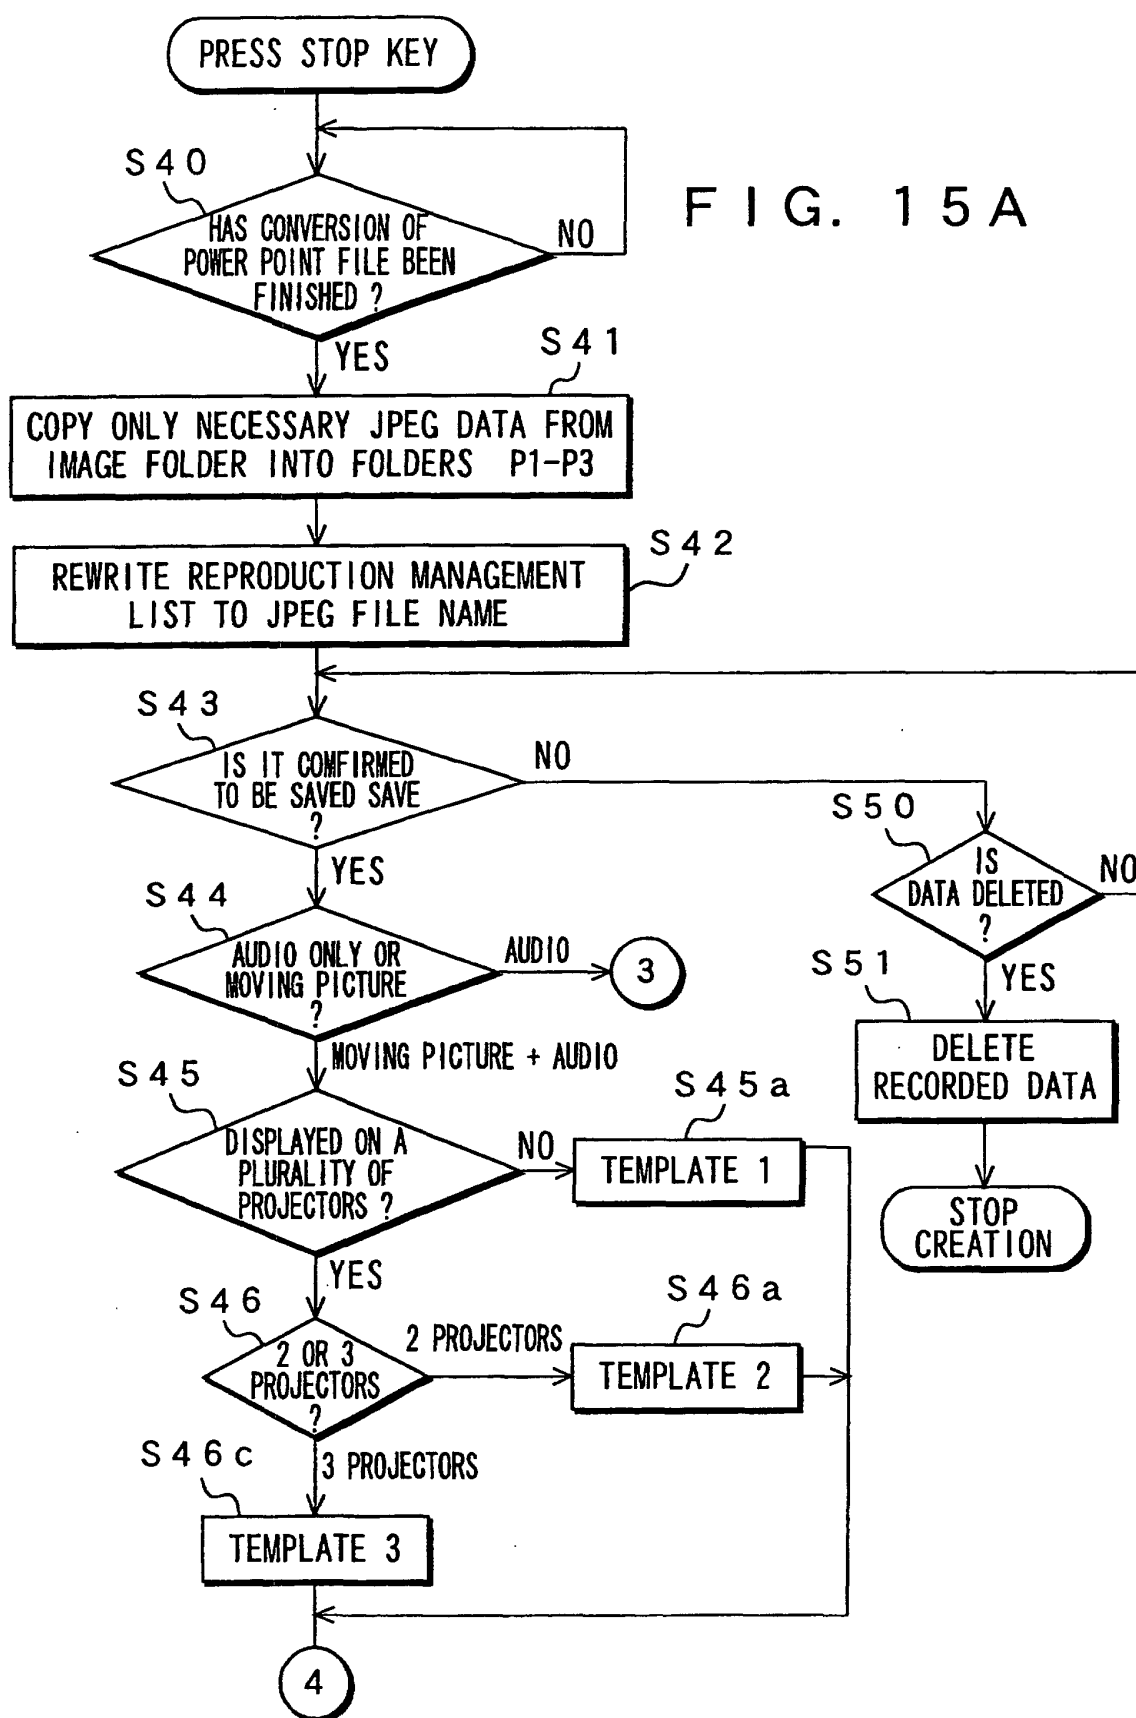 PRESS STOP KEY
S40
FIG. 15A
HAS CONVERSION OF
POWER POINT FILE BEEN
FINISHED ?
NO
YES
S41
COPY ONLY NECESSARY JPEG DATA FROM
IMAGE FOLDER INTO FOLDERS P1-P3
S42
REWRITE REPRODUCTION MANAGEMENT
LIST TO JPEG FILE NAME
S43
IS IT COMFIRMED
TO BE SAVED SAVE
?
NO
YES
S50
IS
DATA DELETED
?
NO
YES
S44
AUDIO ONLY OR
MOVING PICTURE
?
AUDIO
3
S51
DELETE
RECORDED DATA
MOVING PICTURE + AUDIO
S45
DISPLAYED ON A
PLURALITY OF
PROJECTORS ?
NO
S45a
TEMPLATE 1
STOP
CREATION
YES
S46
2 OR 3
PROJECTORS
?
2 PROJECTORS
S46a
TEMPLATE 2
3 PROJECTORS
S46c
TEMPLATE 3
4